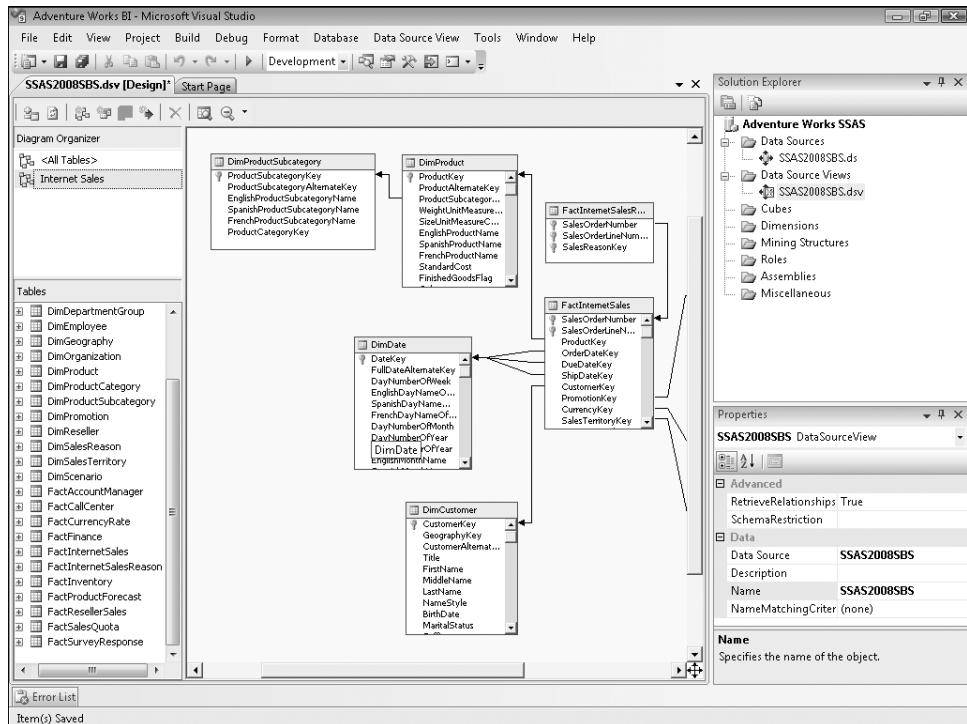 Adventure Works BI - Microsoft Visual Studio
File Edit View Project Build Debug Format Database Data Source View Tools Window Help
Development
SSAS2008SBS.dsv [Design]* Start Page
Diagram Organizer
<All Tables>
Internet Sales
Tables
DimDepartmentGroup
DimEmployee
DimGeography
DimOrganization
DimProduct
DimProductCategory
DimProductSubcategory
DimPromotion
DimReseller
DimSalesReason
DimSalesTerritory
DimScenario
FactAccountManager
FactCallCenter
FactCurrencyRate
FactFinance
FactInternetSales
FactInternetSalesReason
FactInventory
FactProductForecast
FactResellerSales
FactSalesQuota
FactSurveyResponse
DimProductSubcategory
ProductSubcategoryKey
ProductSubcategoryAlternateKey
EnglishProductSubcategoryName
SpanishProductSubcategoryName
FrenchProductSubcategoryName
ProductCategoryKey
DimProduct
ProductKey
ProductAlternateKey
ProductSubcategor...
WeightUnitMeasure...
SizeUnitMeasureC...
EnglishProductName
SpanishProductName
FrenchProductName
StandardCost
FinishedGoodsFlag
FactInternetSalesR...
SalesOrderNumber
SalesOrderLineNum...
SalesReasonKey
FactInternetSales
SalesOrderNumber
SalesOrderLineN...
ProductKey
OrderDateKey
DueDateKey
ShipDateKey
CustomerKey
PromotionKey
CurrencyKey
SalesTerritoryKey
DimDate
DateKey
FullDateAlternateKey
DayNumberOfWeek
EnglishDayNameO...
SpanishDayName...
FrenchDayNameOf...
DayNumberOfMonth
DayNumberOfYear
DimDate
rOfYear
EnglishMonthName
DimCustomer
CustomerKey
GeographyKey
CustomerAlternat...
Title
FirstName
MiddleName
LastName
NameStyle
BirthDate
MaritalStatus
Solution Explorer
Adventure Works SSAS
Data Sources
SSAS2008SBS.ds
Data Source Views
SSAS2008SBS.dsv
Cubes
Dimensions
Mining Structures
Roles
Assemblies
Miscellaneous
Properties
SSAS2008SBS DataSourceView
Advanced
RetrieveRelationships True
SchemaRestriction
Data
Data Source SSAS2008SBS
Description
Name SSAS2008SBS
NameMatchingCriter (none)
Name
Specifies the name of the object.
Error List
Item(s) Saved